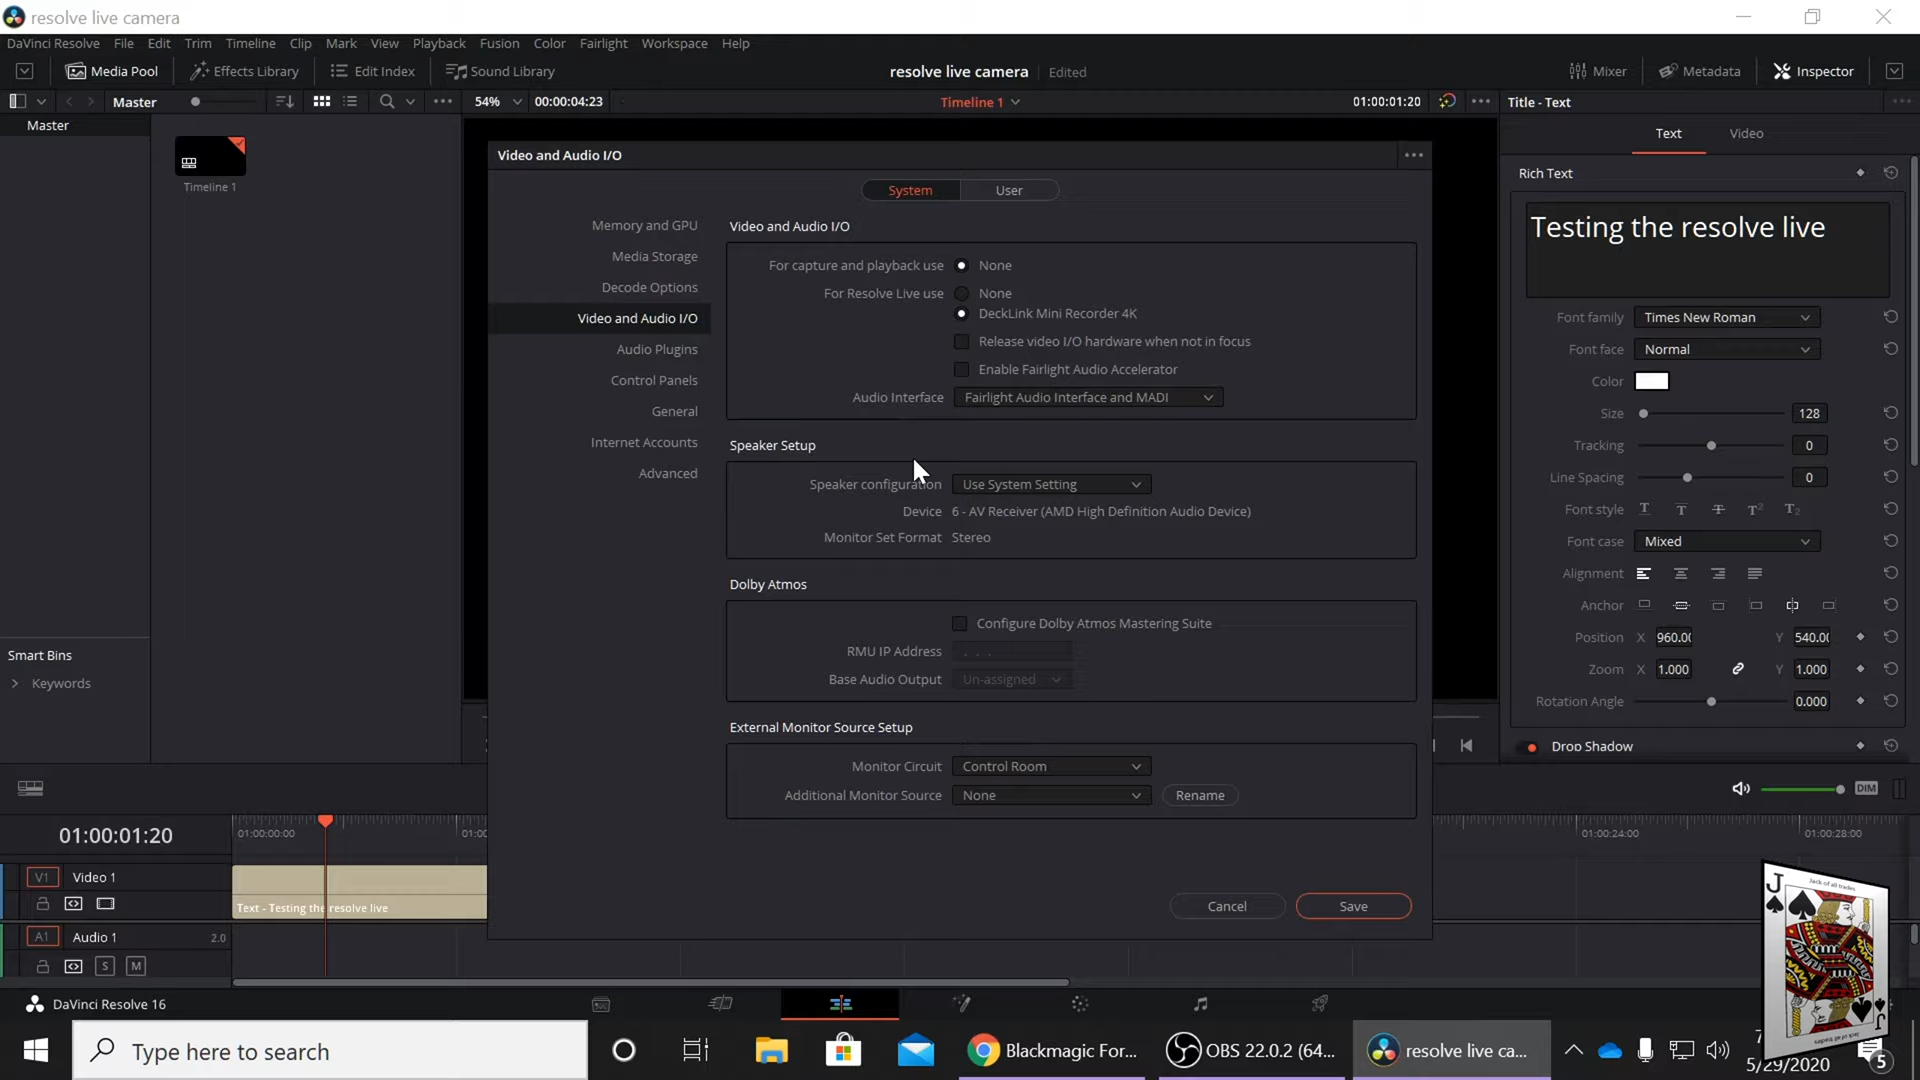 resolve live camera
DaVinci Resolve File Edit Trim Timeline Clip Mark View Playback Fusion Color Fairlight Workspace Help
Media Pool Effects Library Edit Index Sound Library resolve live camera Edited Mixer Metadata Inspector
Master 54% 00:00:04:23 Timeline 1 01:00:01:20 Title - Text
Master
Timeline 1
Smart Bins
Keywords
Video and Audio I/O
System User
Memory and GPU
Media Storage
Decode Options
Video and Audio I/O
Audio Plugins
Control Panels
General
Internet Accounts
Advanced
Video and Audio I/O
For capture and playback use None
For Resolve Live use None
DeckLink Mini Recorder 4K
Release video I/O hardware when not in focus
Enable Fairlight Audio Accelerator
Audio Interface Fairlight Audio Interface and MADI
Speaker Setup
Speaker configuration Use System Setting
Device 6 - AV Receiver (AMD High Definition Audio Device)
Monitor Set Format Stereo
Dolby Atmos
Configure Dolby Atmos Mastering Suite
RMU IP Address . . .
Base Audio Output Un-assigned
External Monitor Source Setup
Monitor Circuit Control Room
Additional Monitor Source None Rename
Cancel Save
Text Video
Rich Text
Testing the resolve live
Font family Times New Roman
Font face Normal
Color
Size 128
Tracking 0
Line Spacing 0
Font style T T T T2 T2
Font case Mixed
Alignment
Anchor
Position X 960.0 Y 540.0
Zoom X 1.000 Y 1.000
Rotation Angle 0.000
Drop Shadow
DIM
01:00:01:20 01:00:00:00 01:00 01:00:24:00 01:00:28:00
V1 Video 1
Text - Testing the resolve live
A1 Audio 1 2.0
S M
J Jack of all trades
DaVinci Resolve 16
Type here to search
Blackmagic For...
OBS 22.0.2 (64...
resolve live ca...
7
5/29/2020
5